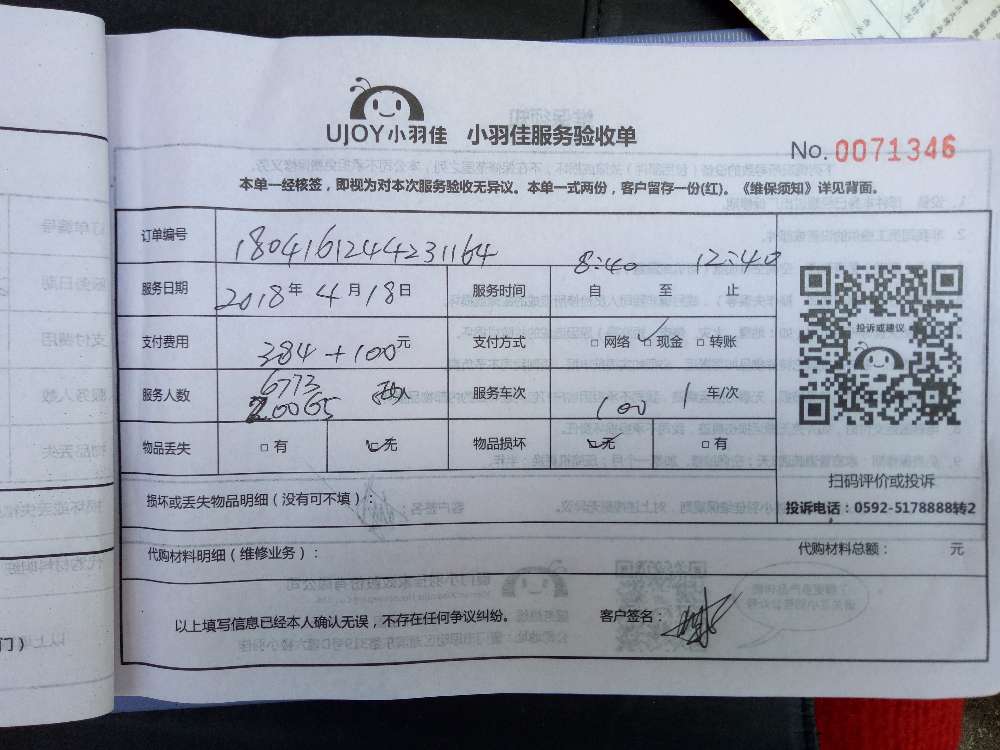 UJOY小羽佳 小羽佳服务验收单
No. 0071346
本单一经核签，即视为对本次服务验收无异议。本单一式两份，客户留存一份(红)。《维保须知》详见背面。
订单编号 1804161244231164
服务日期 2018年4月18日 服务时间 自 8:40 至 12:40 止
支付费用 384+100元 支付方式 □网络 ☑现金 □转账
服务人数 6773 20065 服务车次 100 1 车/次
物品丢失 □有 ☑无 物品损坏 ☑无 □有
投诉或建议
扫码评价或投诉
投诉电话：0592-5178888转2
损坏或丢失物品明细（没有可不填）：
代购材料明细（维修业务）： 代购材料总额： 元
以上填写信息已经本人确认无误，不存在任何争议纠纷。 客户签名：
门）